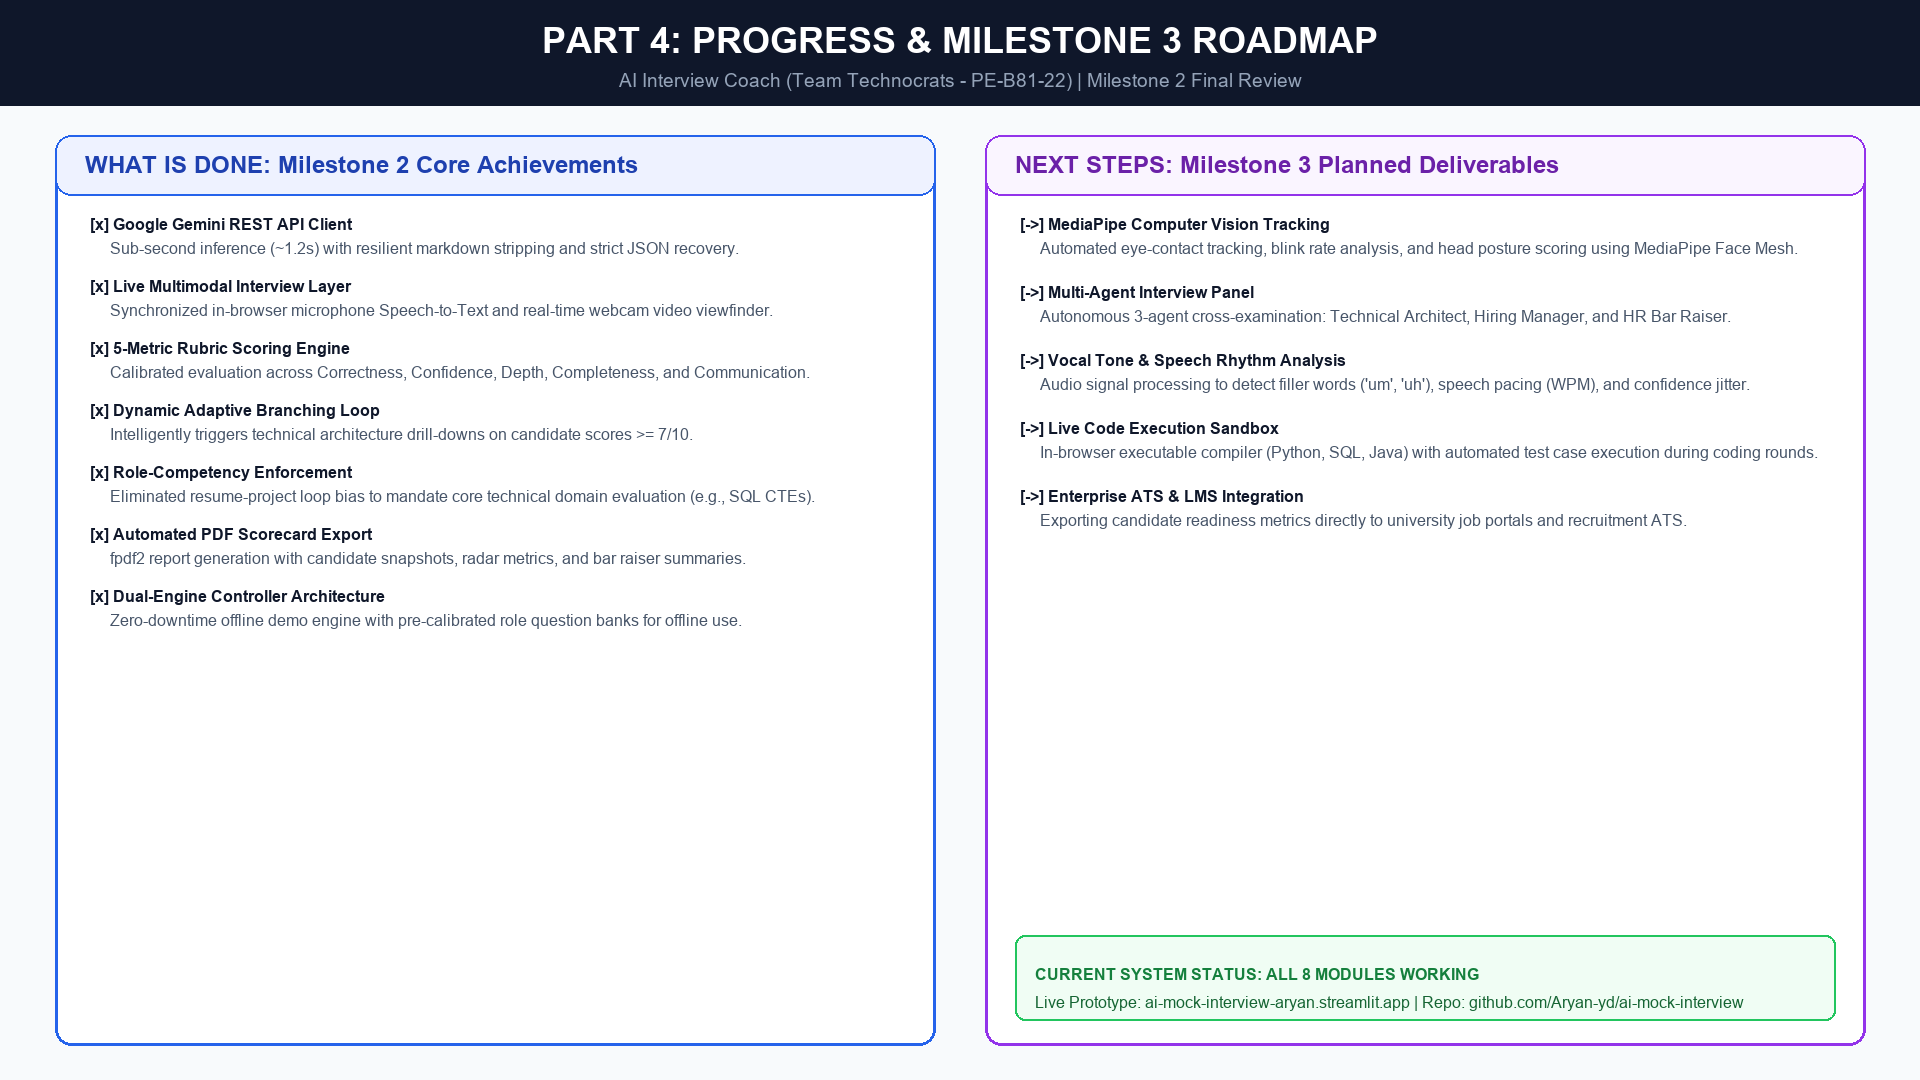 PART 4: PROGRESS & MILESTONE 3 ROADMAP
AI Interview Coach (Team Technocrats - PE-B81-22) | Milestone 2 Final Review
WHAT IS DONE: Milestone 2 Core Achievements
[x] Google Gemini REST API Client
Sub-second inference (~1.2s) with resilient markdown stripping and strict JSON recovery.
[x] Live Multimodal Interview Layer
Synchronized in-browser microphone Speech-to-Text and real-time webcam video viewfinder.
[x] 5-Metric Rubric Scoring Engine
Calibrated evaluation across Correctness, Confidence, Depth, Completeness, and Communication.
[x] Dynamic Adaptive Branching Loop
Intelligently triggers technical architecture drill-downs on candidate scores >= 7/10.
[x] Role-Competency Enforcement
Eliminated resume-project loop bias to mandate core technical domain evaluation (e.g., SQL CTEs).
[x] Automated PDF Scorecard Export
fpdf2 report generation with candidate snapshots, radar metrics, and bar raiser summaries.
[x] Dual-Engine Controller Architecture
Zero-downtime offline demo engine with pre-calibrated role question banks for offline use.
NEXT STEPS: Milestone 3 Planned Deliverables
[->] MediaPipe Computer Vision Tracking
Automated eye-contact tracking, blink rate analysis, and head posture scoring using MediaPipe Face Mesh.
[->] Multi-Agent Interview Panel
Autonomous 3-agent cross-examination: Technical Architect, Hiring Manager, and HR Bar Raiser.
[->] Vocal Tone & Speech Rhythm Analysis
Audio signal processing to detect filler words ('um', 'uh'), speech pacing (WPM), and confidence jitter.
[->] Live Code Execution Sandbox
In-browser executable compiler (Python, SQL, Java) with automated test case execution during coding rounds.
[->] Enterprise ATS & LMS Integration
Exporting candidate readiness metrics directly to university job portals and recruitment ATS.
CURRENT SYSTEM STATUS: ALL 8 MODULES WORKING
Live Prototype: ai-mock-interview-aryan.streamlit.app | Repo: github.com/Aryan-yd/ai-mock-interview